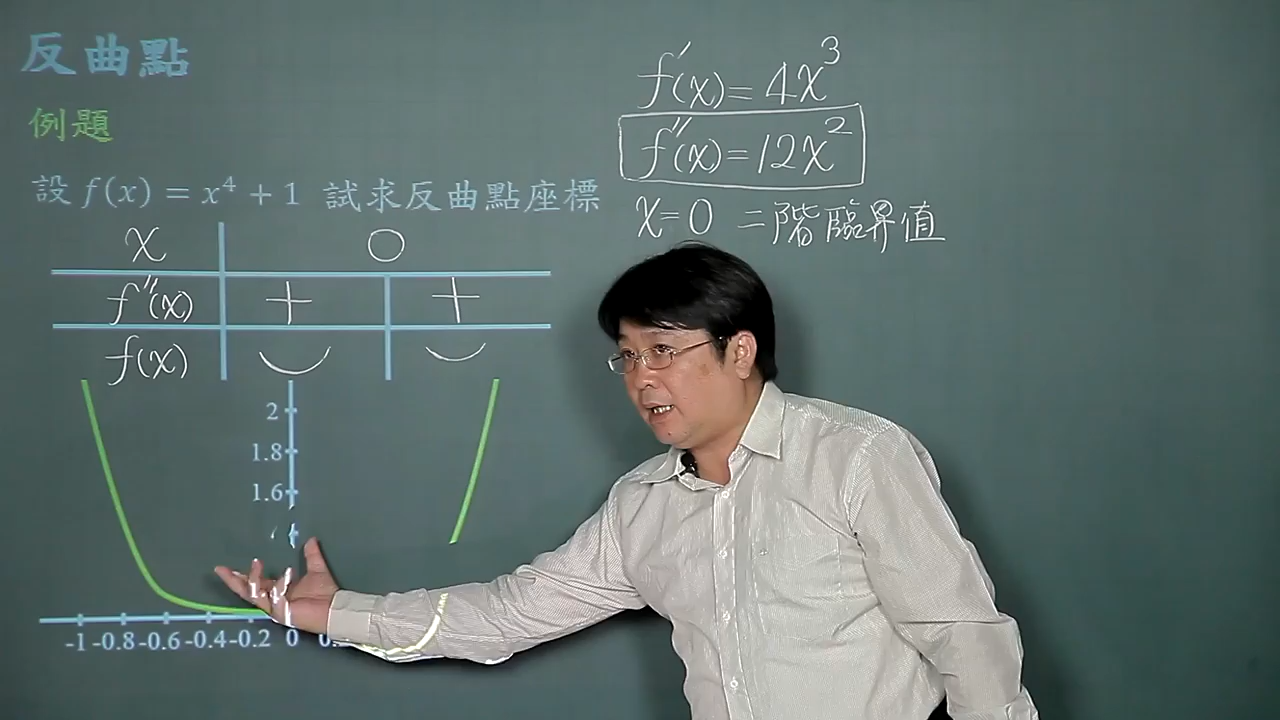 反曲點
例題
設 f(x) = x⁴ + 1 試求反曲點座標
f'(x) = 4x³
f''(x) = 12x²
x = 0 二階臨界值
x 0
f''(x) + +
f(x)
2
1.8
1.6
-1 -0.8 -0.6 -0.4 -0.2 0